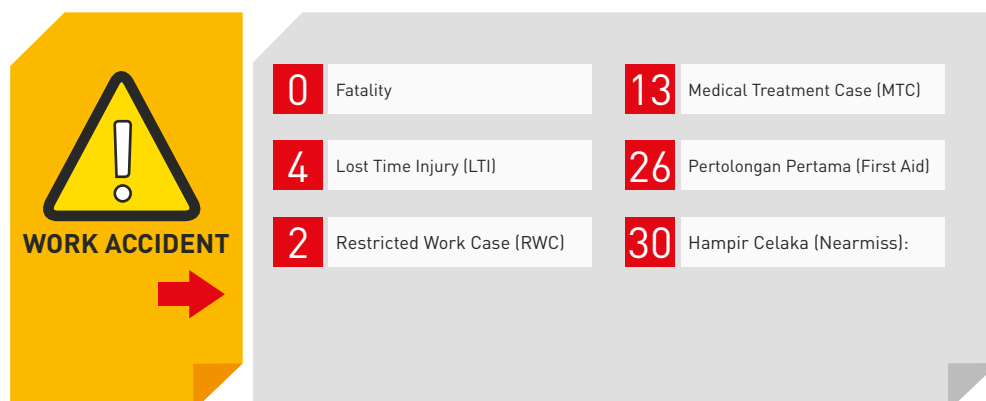 WORK ACCIDENT
0 Fatality
4 Lost Time Injury (LTI)
2 Restricted Work Case (RWC)
13 Medical Treatment Case (MTC)
26 Pertolongan Pertama (First Aid)
30 Hampir Celaka (Nearmiss):